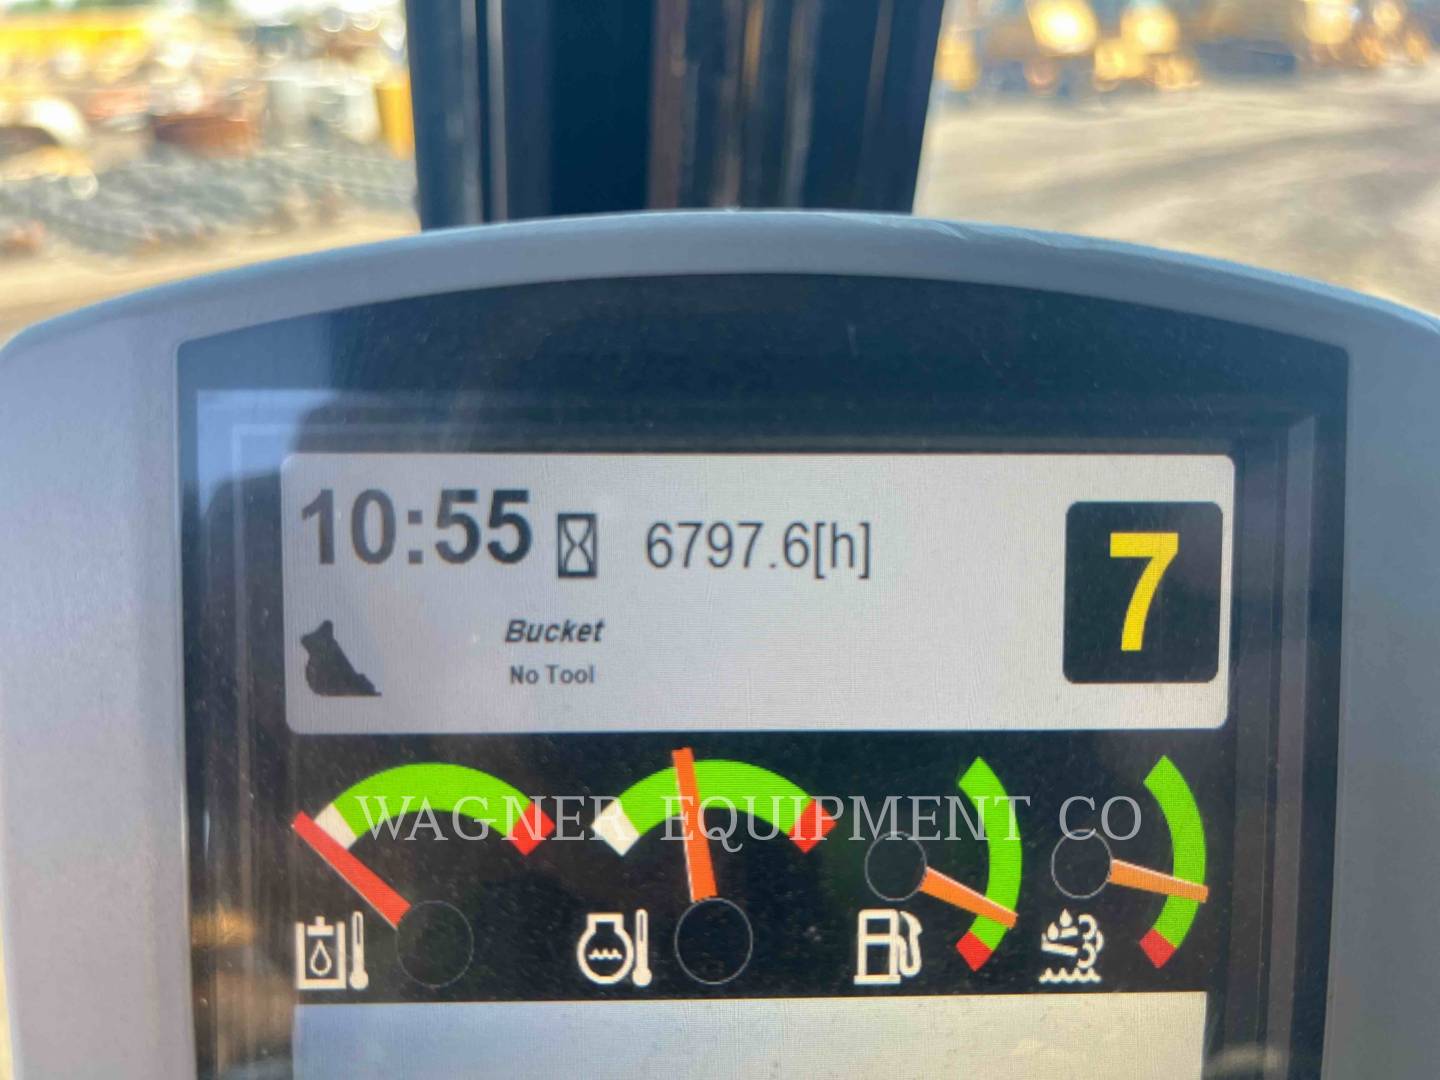 10:55 6797.6[h] 7
Bucket
No Tool
WAGNER EQUIPMENT CO